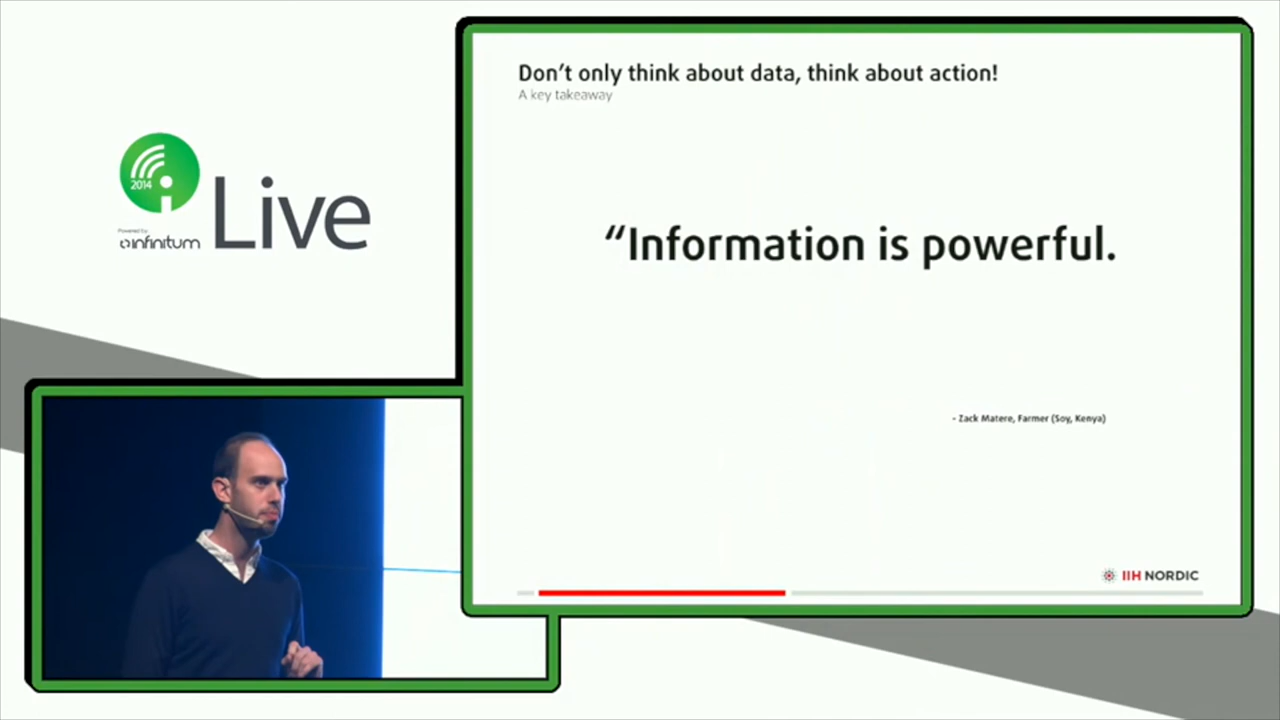 2014
Live
Powered by
infinitum
Don't only think about data, think about action!
A key takeaway
“Information is powerful.
- Zack Matere, Farmer (Soy, Kenya)
IIH NORDIC